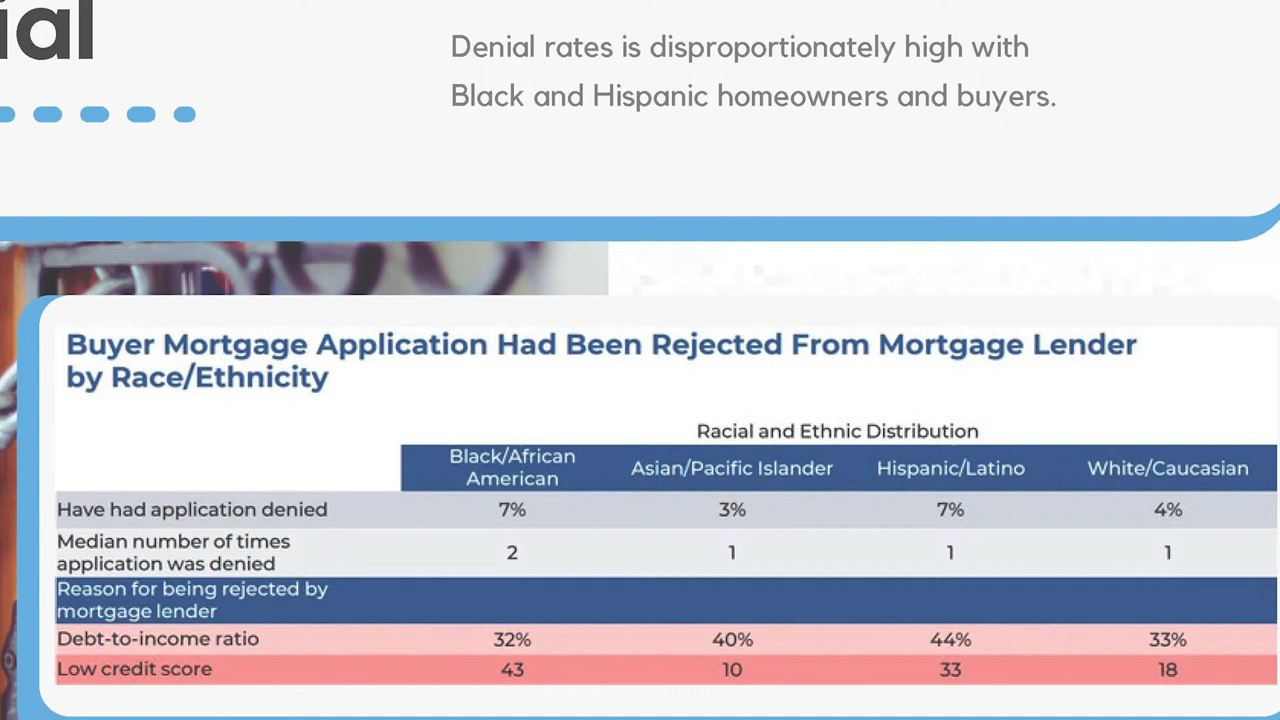 ial
Denial rates is disproportionately high with
Black and Hispanic homeowners and buyers.
Buyer Mortgage Application Had Been Rejected From Mortgage Lender
by Race/Ethnicity
Racial and Ethnic Distribution
Black/African American Asian/Pacific Islander Hispanic/Latino White/Caucasian
Have had application denied 7% 3% 7% 4%
Median number of times
application was denied 2 1 1 1
Reason for being rejected by
mortgage lender
Debt-to-income ratio 32% 40% 44% 33%
Low credit score 43 10 33 18